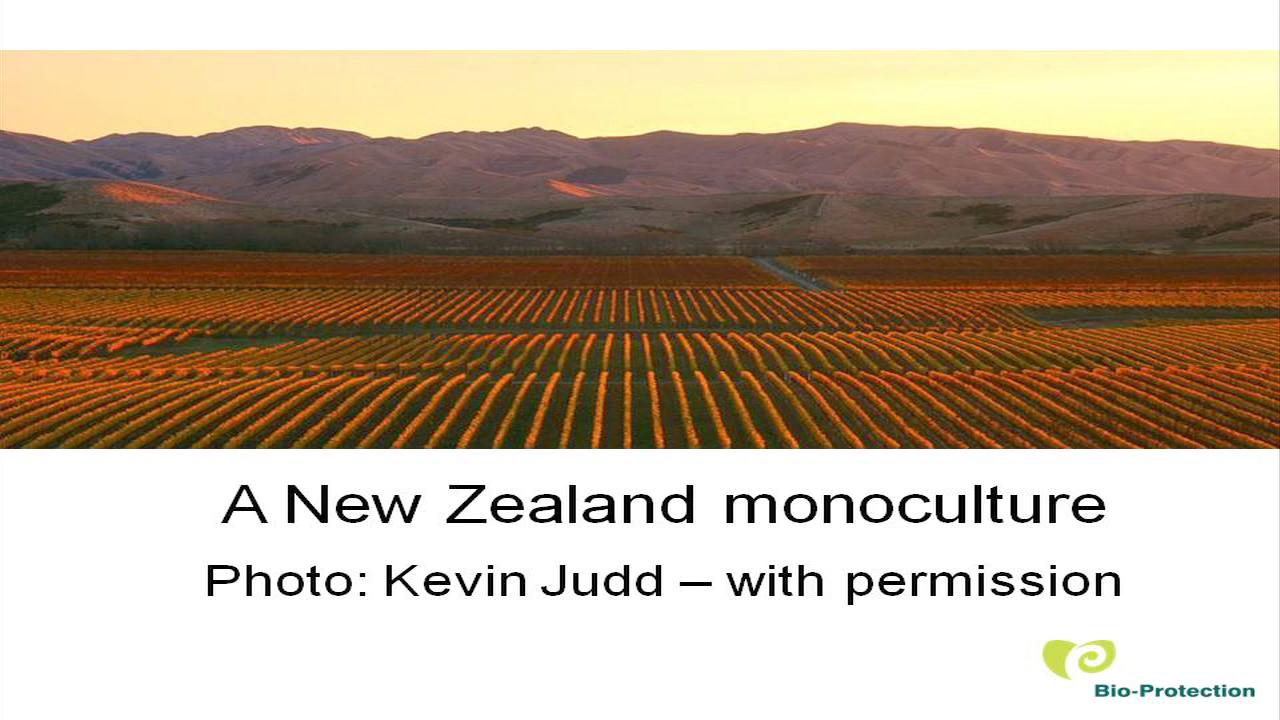 A New Zealand monoculture
Photo: Kevin Judd – with permission
Bio-Protection